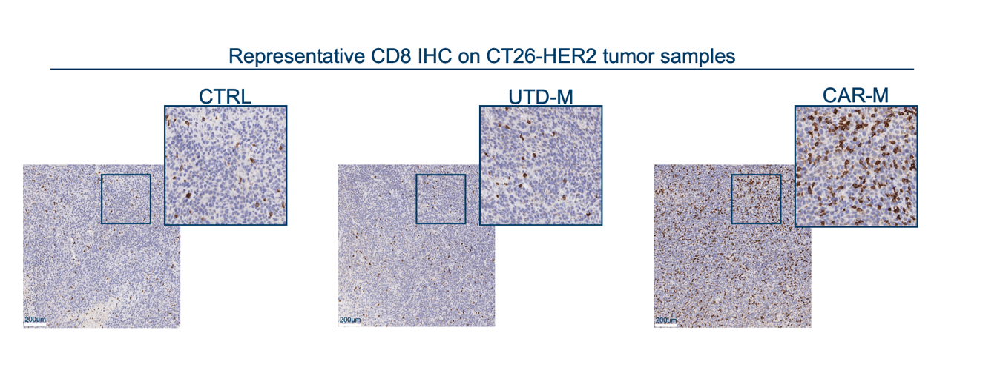 Representative CD8 IHC on CT26-HER2 tumor samples
CTRL
UTD-M
CAR-M
200um
200um
200um